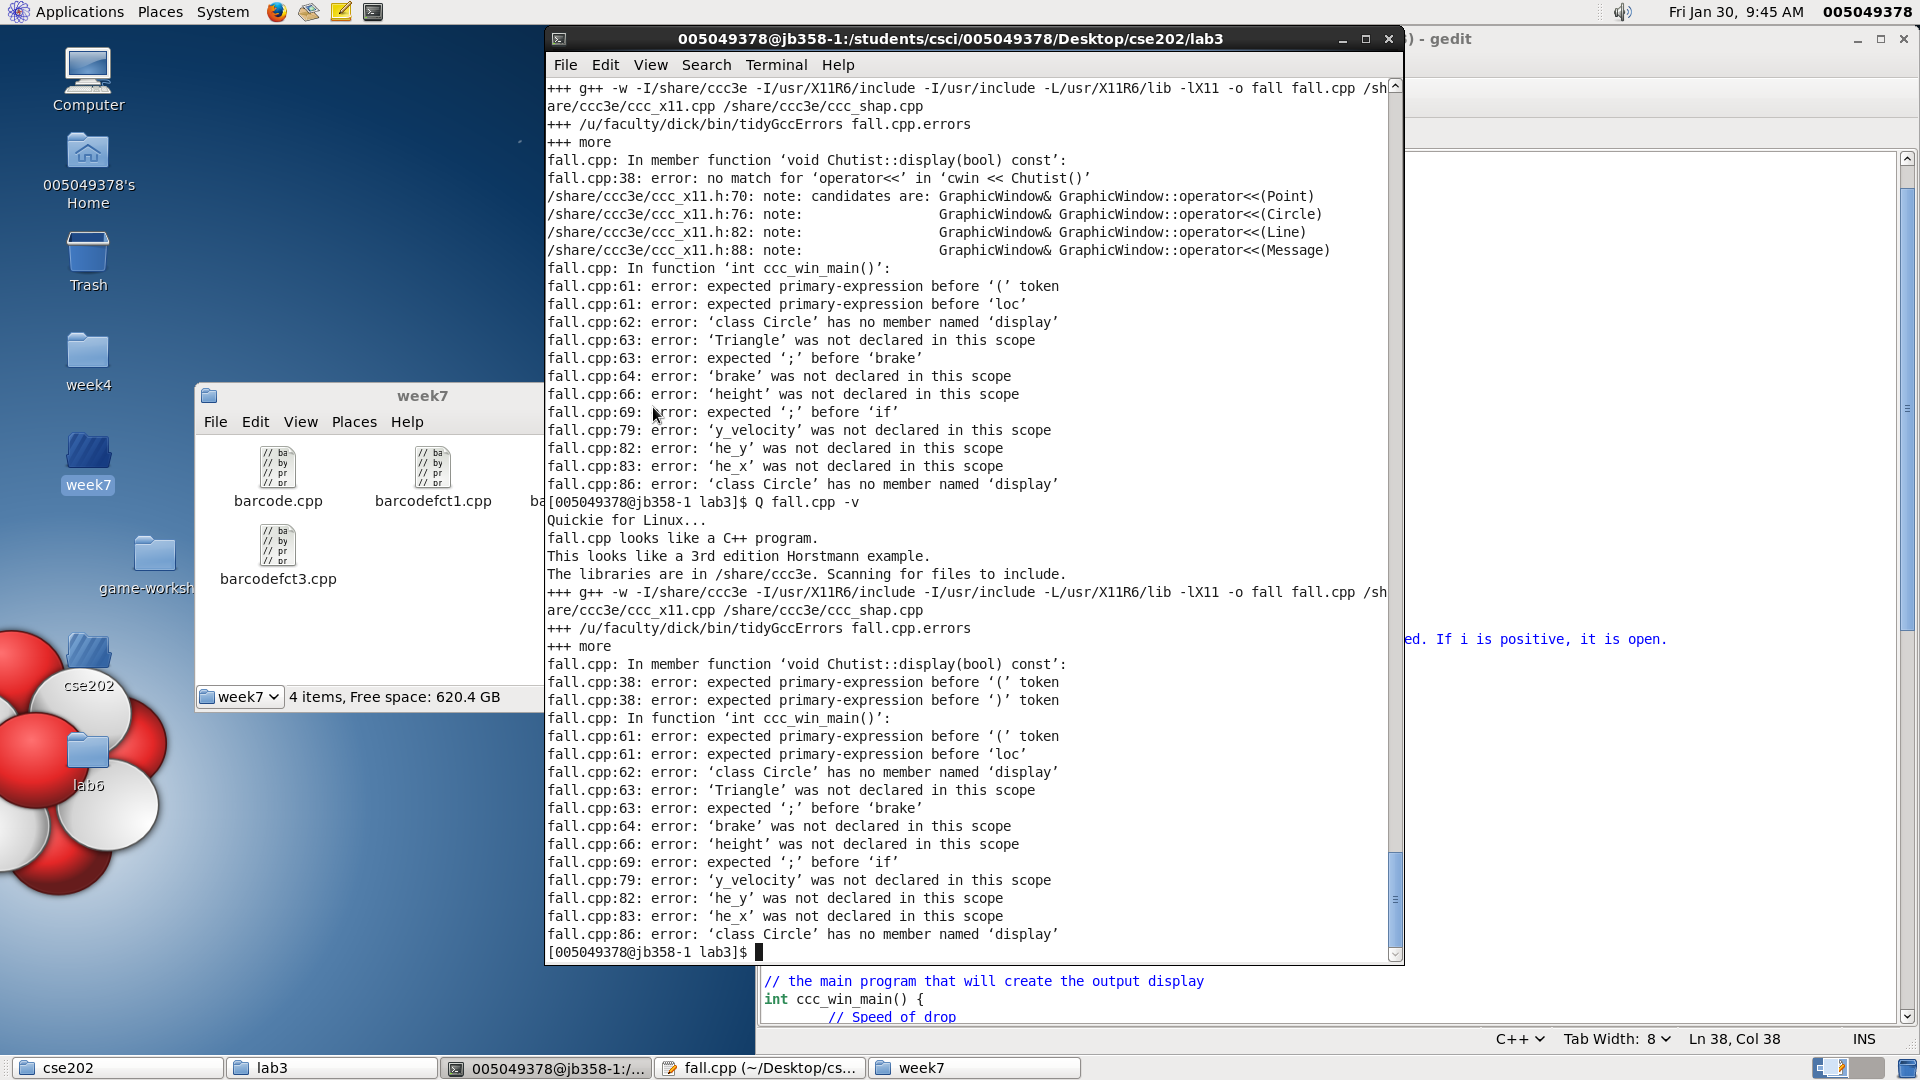 Applications Places System
Fri Jan 30, 9:45 AM 005049378
Computer
005049378's
Home
Trash
week4
week7
game-worksh
cse202
lab6
week7
File Edit View Places Help
barcode.cpp
barcodefct1.cpp
ba
barcodefct3.cpp
week7
4 items, Free space: 620.4 GB
005049378@jb358-1:/students/csci/005049378/Desktop/cse202/lab3
File Edit View Search Terminal Help
+++ g++ -w -I/share/ccc3e -I/usr/X11R6/include -I/usr/include -L/usr/X11R6/lib -lX11 -o fall fall.cpp /sh
are/ccc3e/ccc_x11.cpp /share/ccc3e/ccc_shap.cpp
+++ /u/faculty/dick/bin/tidyGccErrors fall.cpp.errors
+++ more
fall.cpp: In member function ‘void Chutist::display(bool) const’:
fall.cpp:38: error: no match for ‘operator<<’ in ‘cwin << Chutist()’
/share/ccc3e/ccc_x11.h:70: note: candidates are: GraphicWindow& GraphicWindow::operator<<(Point)
/share/ccc3e/ccc_x11.h:76: note:                 GraphicWindow& GraphicWindow::operator<<(Circle)
/share/ccc3e/ccc_x11.h:82: note:                 GraphicWindow& GraphicWindow::operator<<(Line)
/share/ccc3e/ccc_x11.h:88: note:                 GraphicWindow& GraphicWindow::operator<<(Message)
fall.cpp: In function ‘int ccc_win_main()’:
fall.cpp:61: error: expected primary-expression before ‘(’ token
fall.cpp:61: error: expected primary-expression before ‘loc’
fall.cpp:62: error: ‘class Circle’ has no member named ‘display’
fall.cpp:63: error: ‘Triangle’ was not declared in this scope
fall.cpp:63: error: expected ‘;’ before ‘brake’
fall.cpp:64: error: ‘brake’ was not declared in this scope
fall.cpp:66: error: ‘height’ was not declared in this scope
fall.cpp:69: error: expected ‘;’ before ‘if’
fall.cpp:79: error: ‘y_velocity’ was not declared in this scope
fall.cpp:82: error: ‘he_y’ was not declared in this scope
fall.cpp:83: error: ‘he_x’ was not declared in this scope
fall.cpp:86: error: ‘class Circle’ has no member named ‘display’
[005049378@jb358-1 lab3]$ Q fall.cpp -v
Quickie for Linux...
fall.cpp looks like a C++ program.
This looks like a 3rd edition Horstmann example.
The libraries are in /share/ccc3e. Scanning for files to include.
+++ g++ -w -I/share/ccc3e -I/usr/X11R6/include -I/usr/include -L/usr/X11R6/lib -lX11 -o fall fall.cpp /sh
are/ccc3e/ccc_x11.cpp /share/ccc3e/ccc_shap.cpp
+++ /u/faculty/dick/bin/tidyGccErrors fall.cpp.errors
+++ more
fall.cpp: In member function ‘void Chutist::display(bool) const’:
fall.cpp:38: error: expected primary-expression before ‘(’ token
fall.cpp:38: error: expected primary-expression before ‘)’ token
fall.cpp: In function ‘int ccc_win_main()’:
fall.cpp:61: error: expected primary-expression before ‘(’ token
fall.cpp:61: error: expected primary-expression before ‘loc’
fall.cpp:62: error: ‘class Circle’ has no member named ‘display’
fall.cpp:63: error: ‘Triangle’ was not declared in this scope
fall.cpp:63: error: expected ‘;’ before ‘brake’
fall.cpp:64: error: ‘brake’ was not declared in this scope
fall.cpp:66: error: ‘height’ was not declared in this scope
fall.cpp:69: error: expected ‘;’ before ‘if’
fall.cpp:79: error: ‘y_velocity’ was not declared in this scope
fall.cpp:82: error: ‘he_y’ was not declared in this scope
fall.cpp:83: error: ‘he_x’ was not declared in this scope
fall.cpp:86: error: ‘class Circle’ has no member named ‘display’
[005049378@jb358-1 lab3]$
) - gedit
ed. If i is positive, it is open.
// the main program that will create the output display
int ccc_win_main() {
// Speed of drop
C++ Tab Width: 8 Ln 38, Col 38 INS
cse202
lab3
005049378@jb358-1:/...
fall.cpp (~/Desktop/cs...
week7